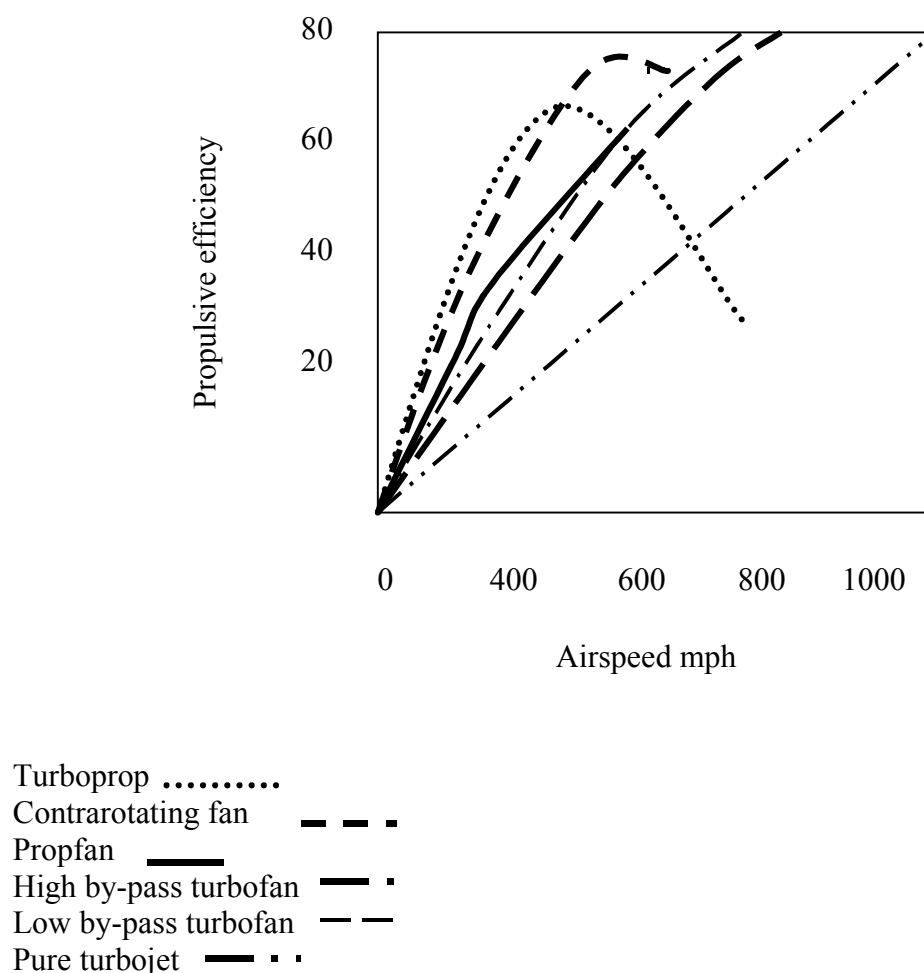 80
60
40
20
Propulsive efficiency
0 400 600 800 1000
Airspeed mph
Turboprop
Contrarotating fan
Propfan
High by-pass turbofan
Low by-pass turbofan
Pure turbojet